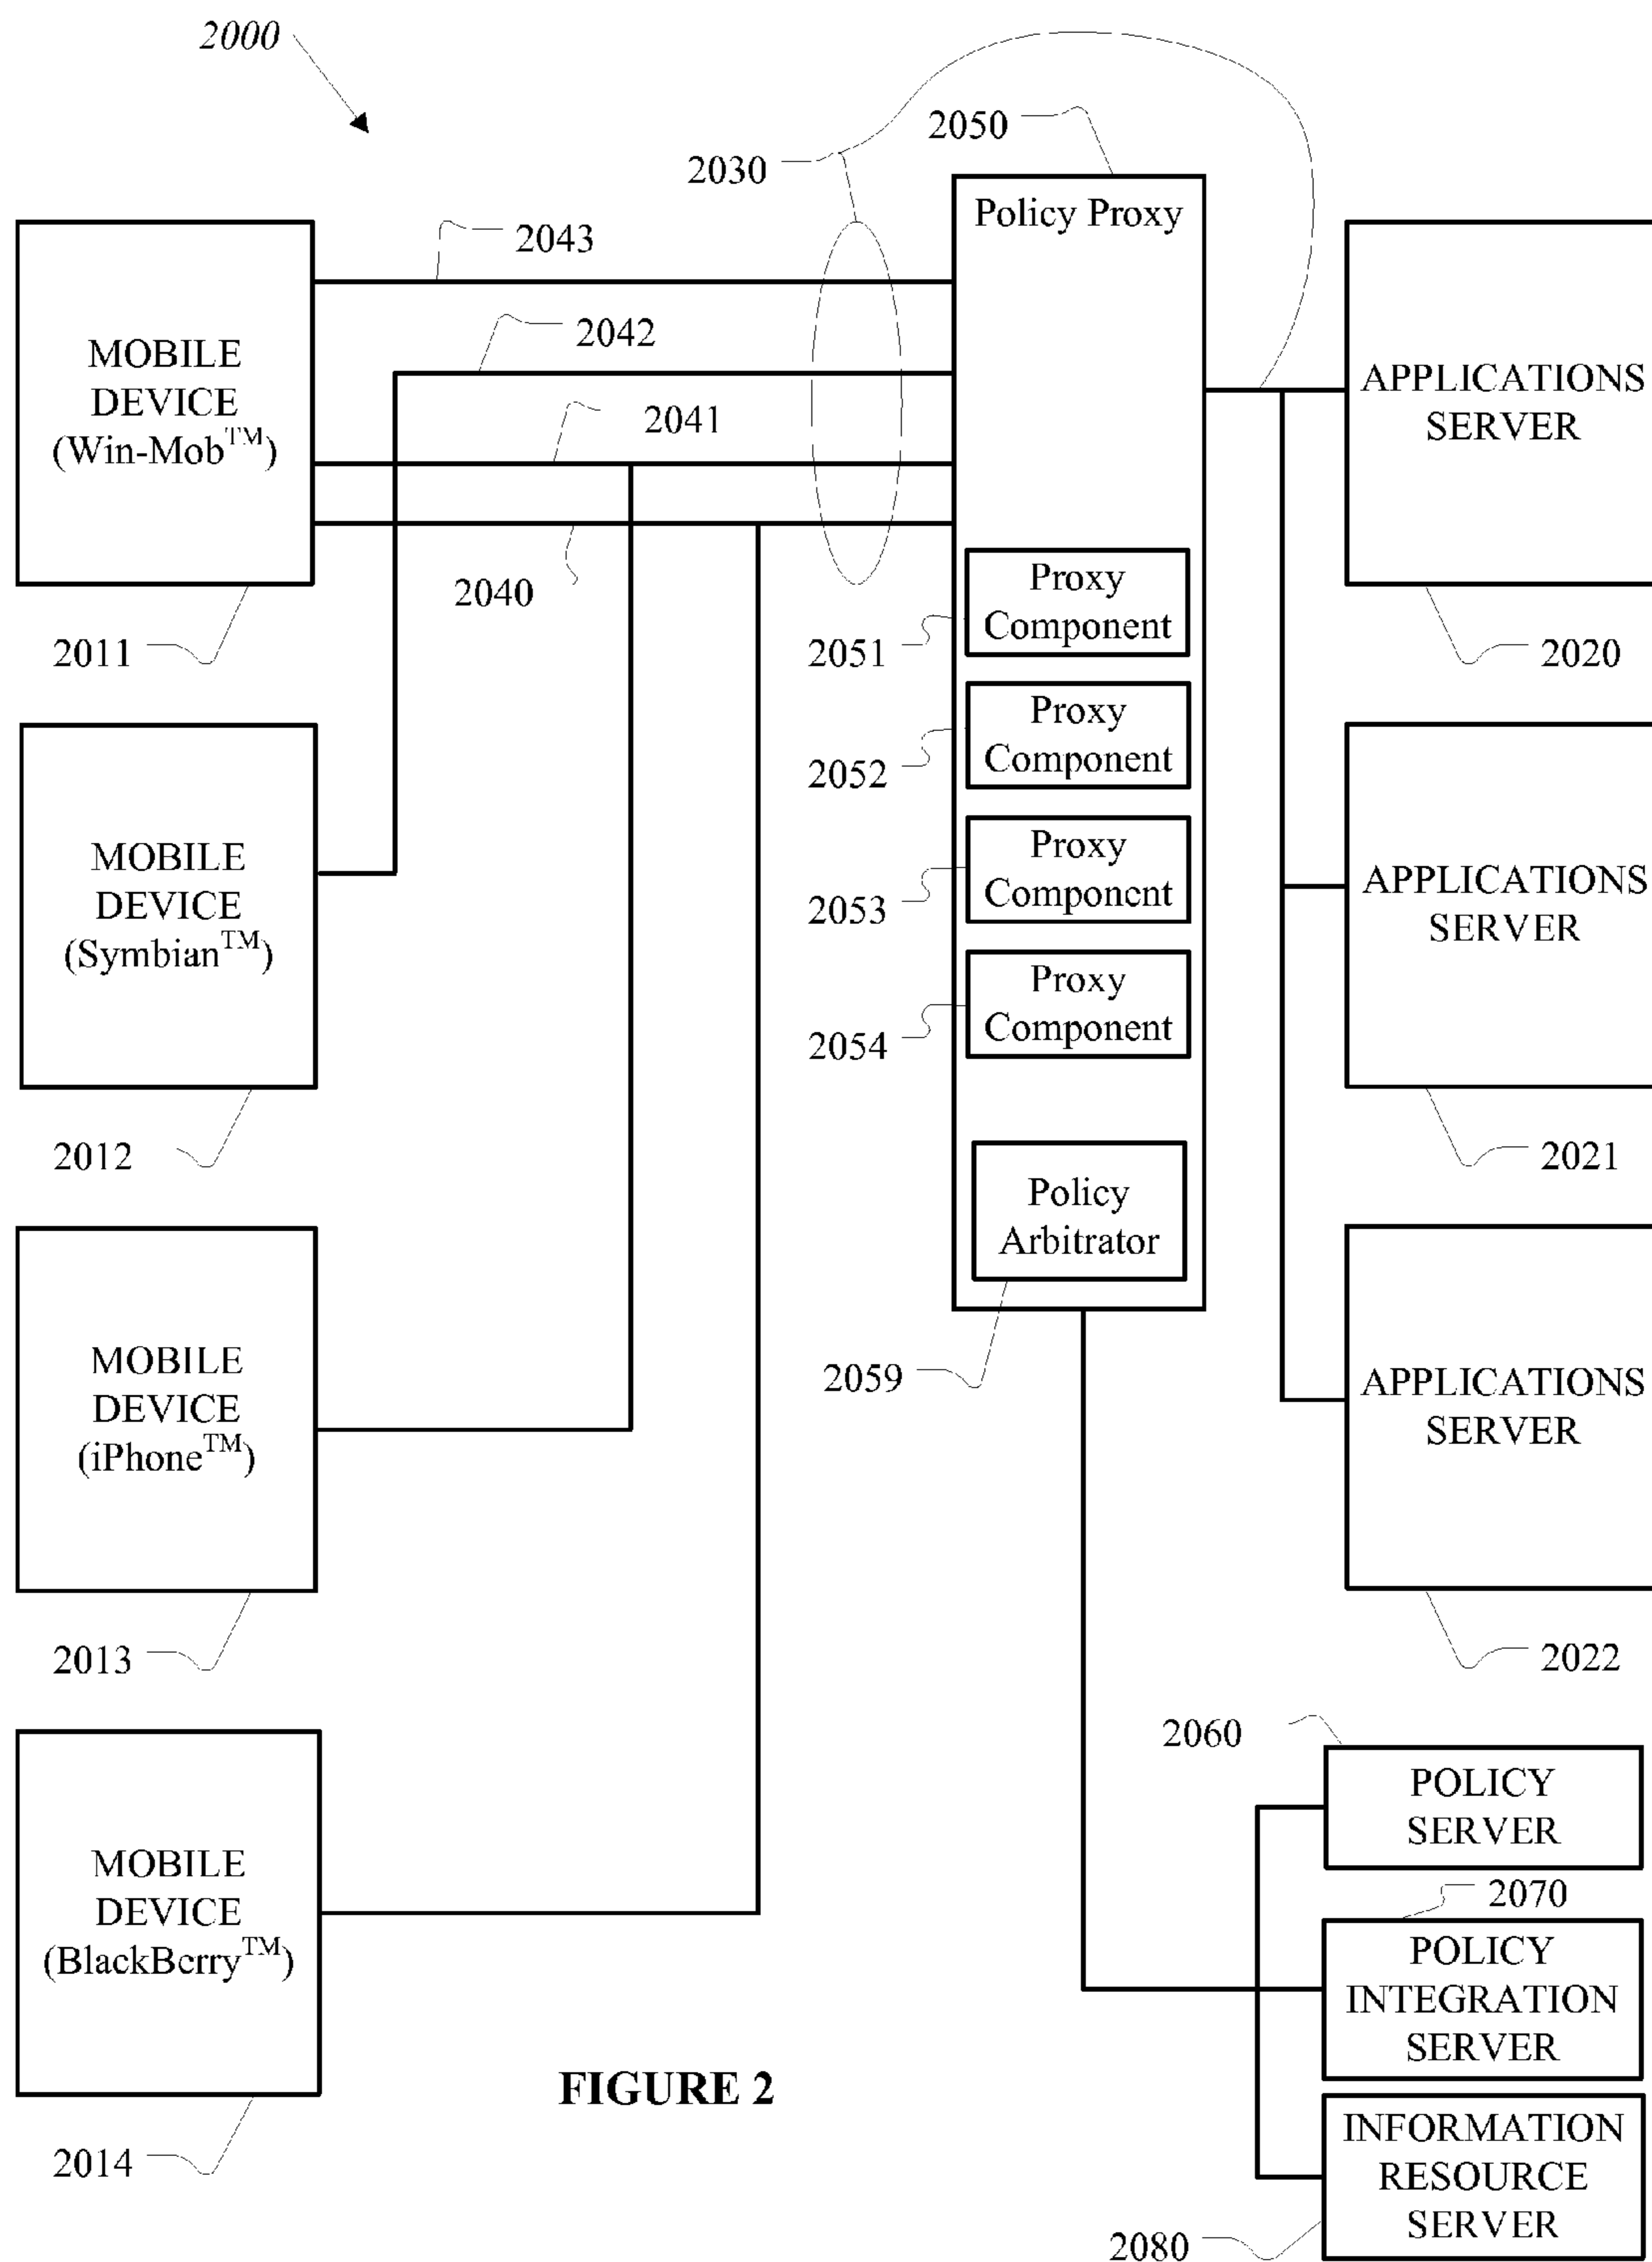 2000
2050
2030
Policy Proxy
2043
2042
2041
2040
MOBILE
DEVICE
(Win-Mob™)
2011
APPLICATIONS
SERVER
2020
Proxy
Component
2051
Proxy
Component
2052
Proxy
Component
2053
Proxy
Component
2054
Policy
Arbitrator
2059
MOBILE
DEVICE
(Symbian™)
2012
APPLICATIONS
SERVER
2021
MOBILE
DEVICE
(iPhone™)
2013
APPLICATIONS
SERVER
2022
MOBILE
DEVICE
(BlackBerry™)
2014
2060
POLICY
SERVER
2070
POLICY
INTEGRATION
SERVER
INFORMATION
RESOURCE
SERVER
2080
FIGURE 2